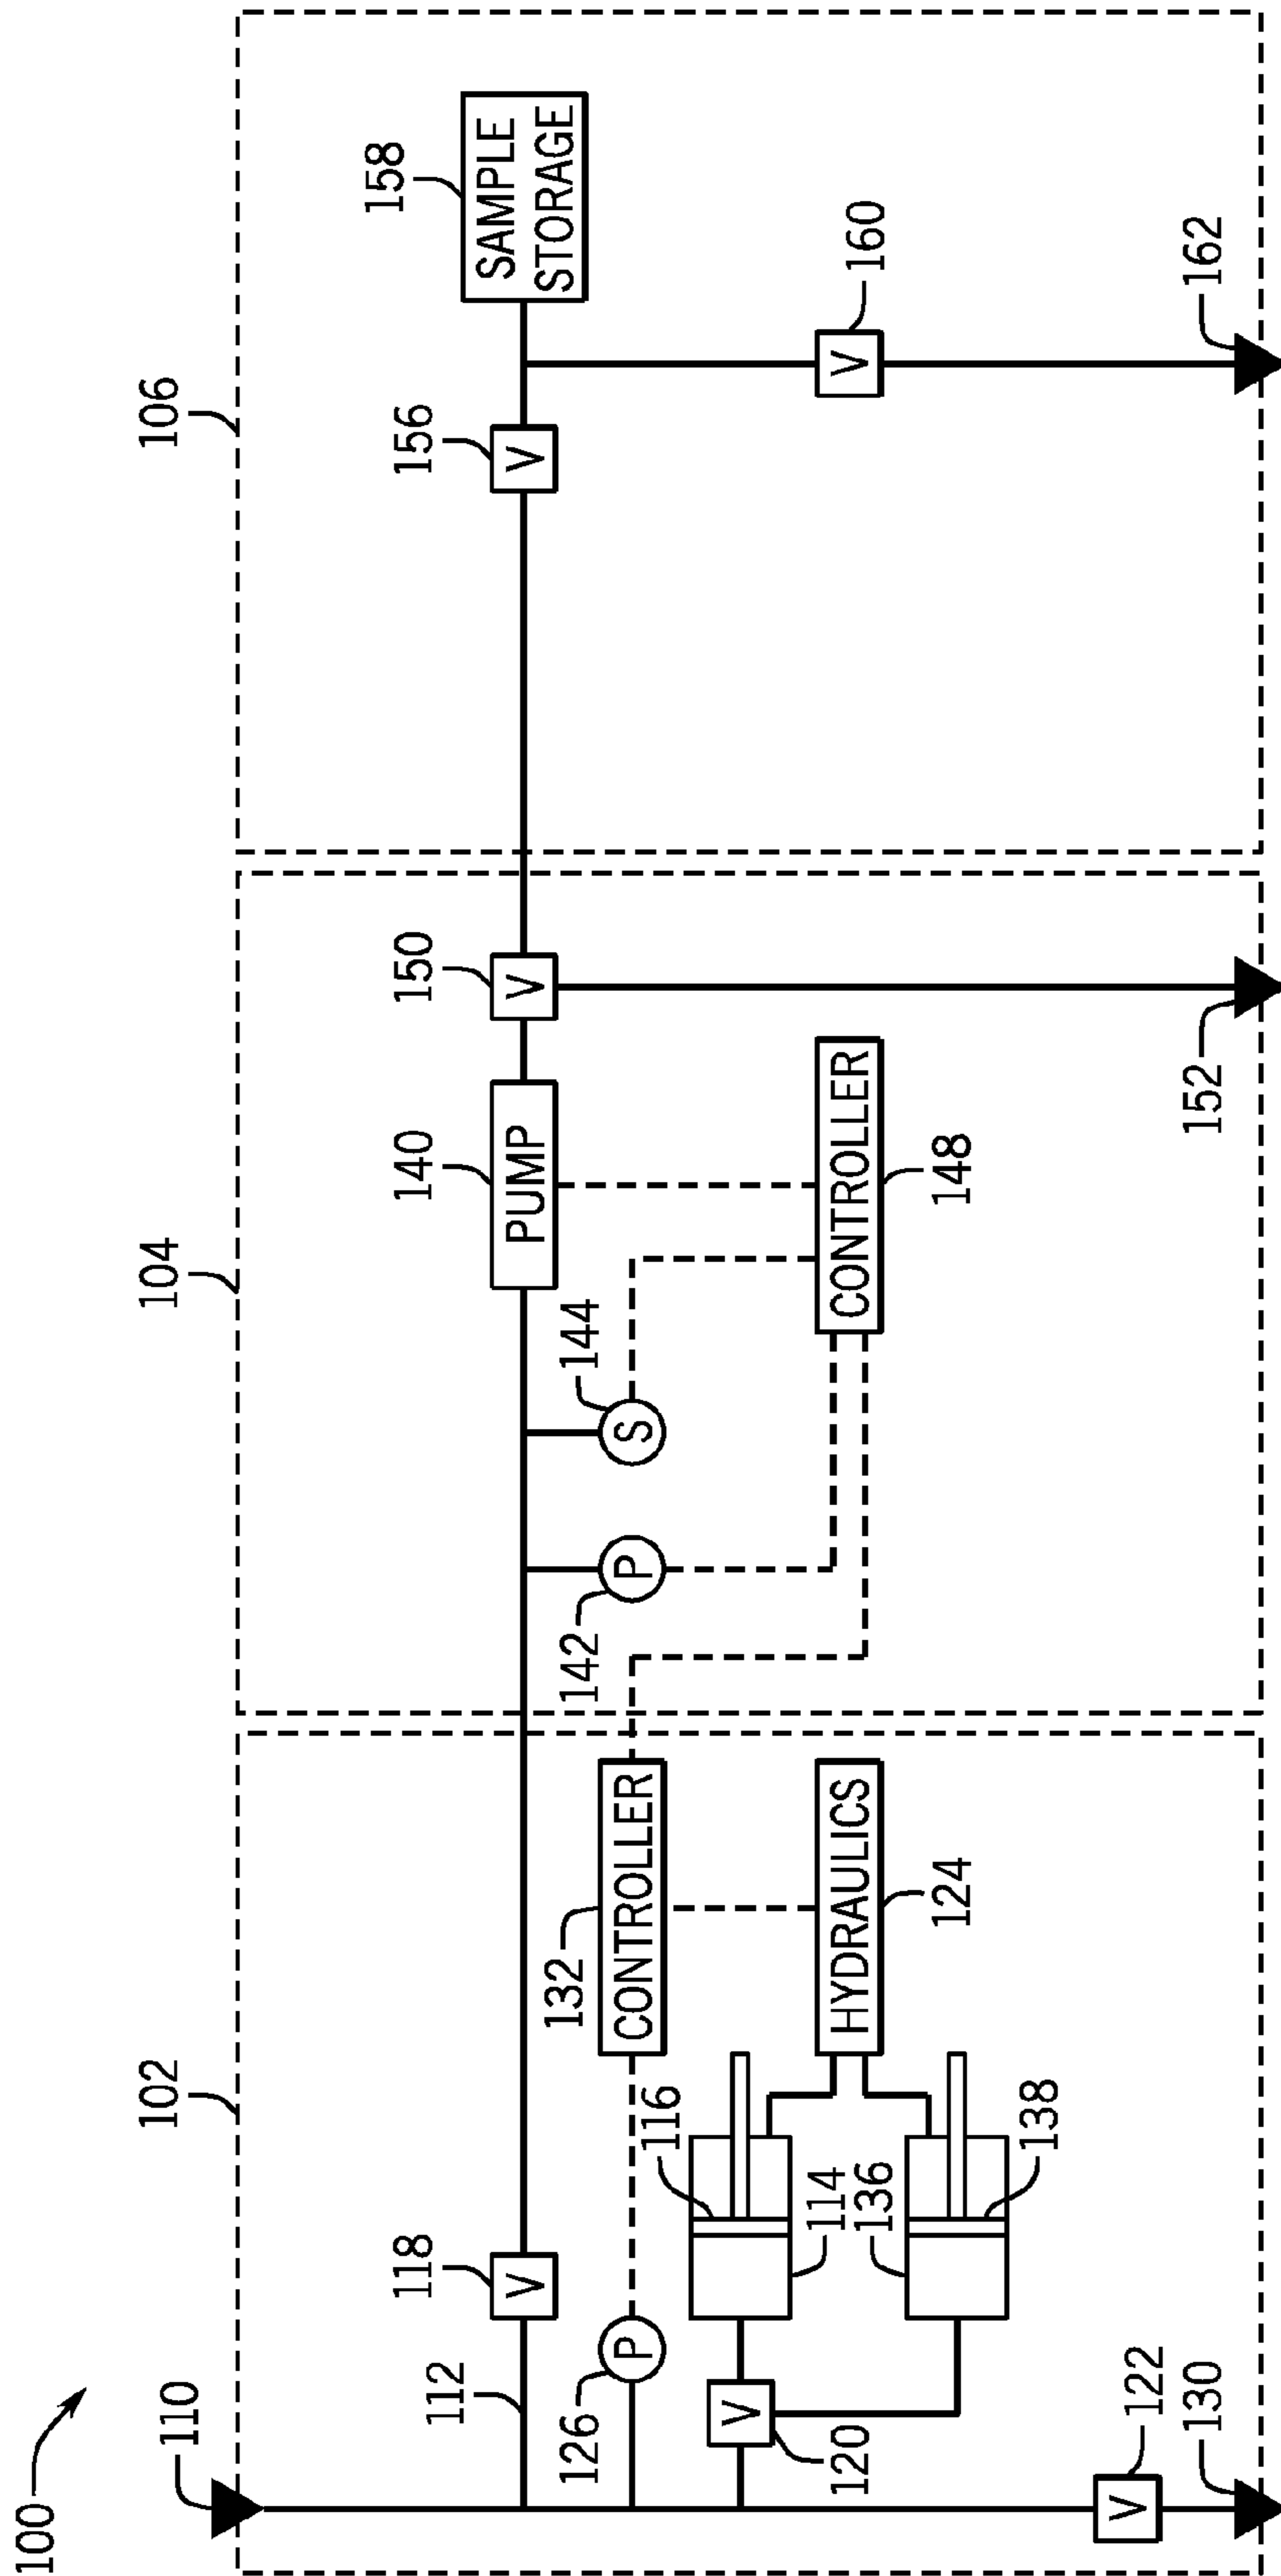 100
102
104
106
110
112
118
140
150
156
158
PUMP
V
V
V
SAMPLE
STORAGE
126
P
132
CONTROLLER
142
P
144
S
116
114
V
120
136
138
HYDRAULICS
124
CONTROLLER
148
V
160
V
122
130
152
162